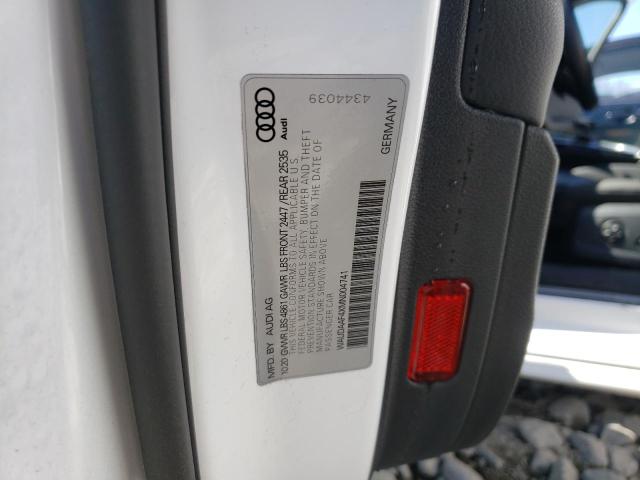 4344039
Audi
GERMANY
MFD. BY AUDI AG
10 20 GVWR LBS 4861 GAWR LBS FRONT 2447 / REAR 2535
THIS VEHICLE CONFORMS TO ALL APPLICABLE U.S.
FEDERAL MOTOR VEHICLE SAFETY, BUMPER AND THEFT
PREVENTION STANDARDS IN EFFECT ON THE DATE OF
MANUFACTURE SHOWN ABOVE
PASSENGER CAR
WAUDAAF4XMN004741